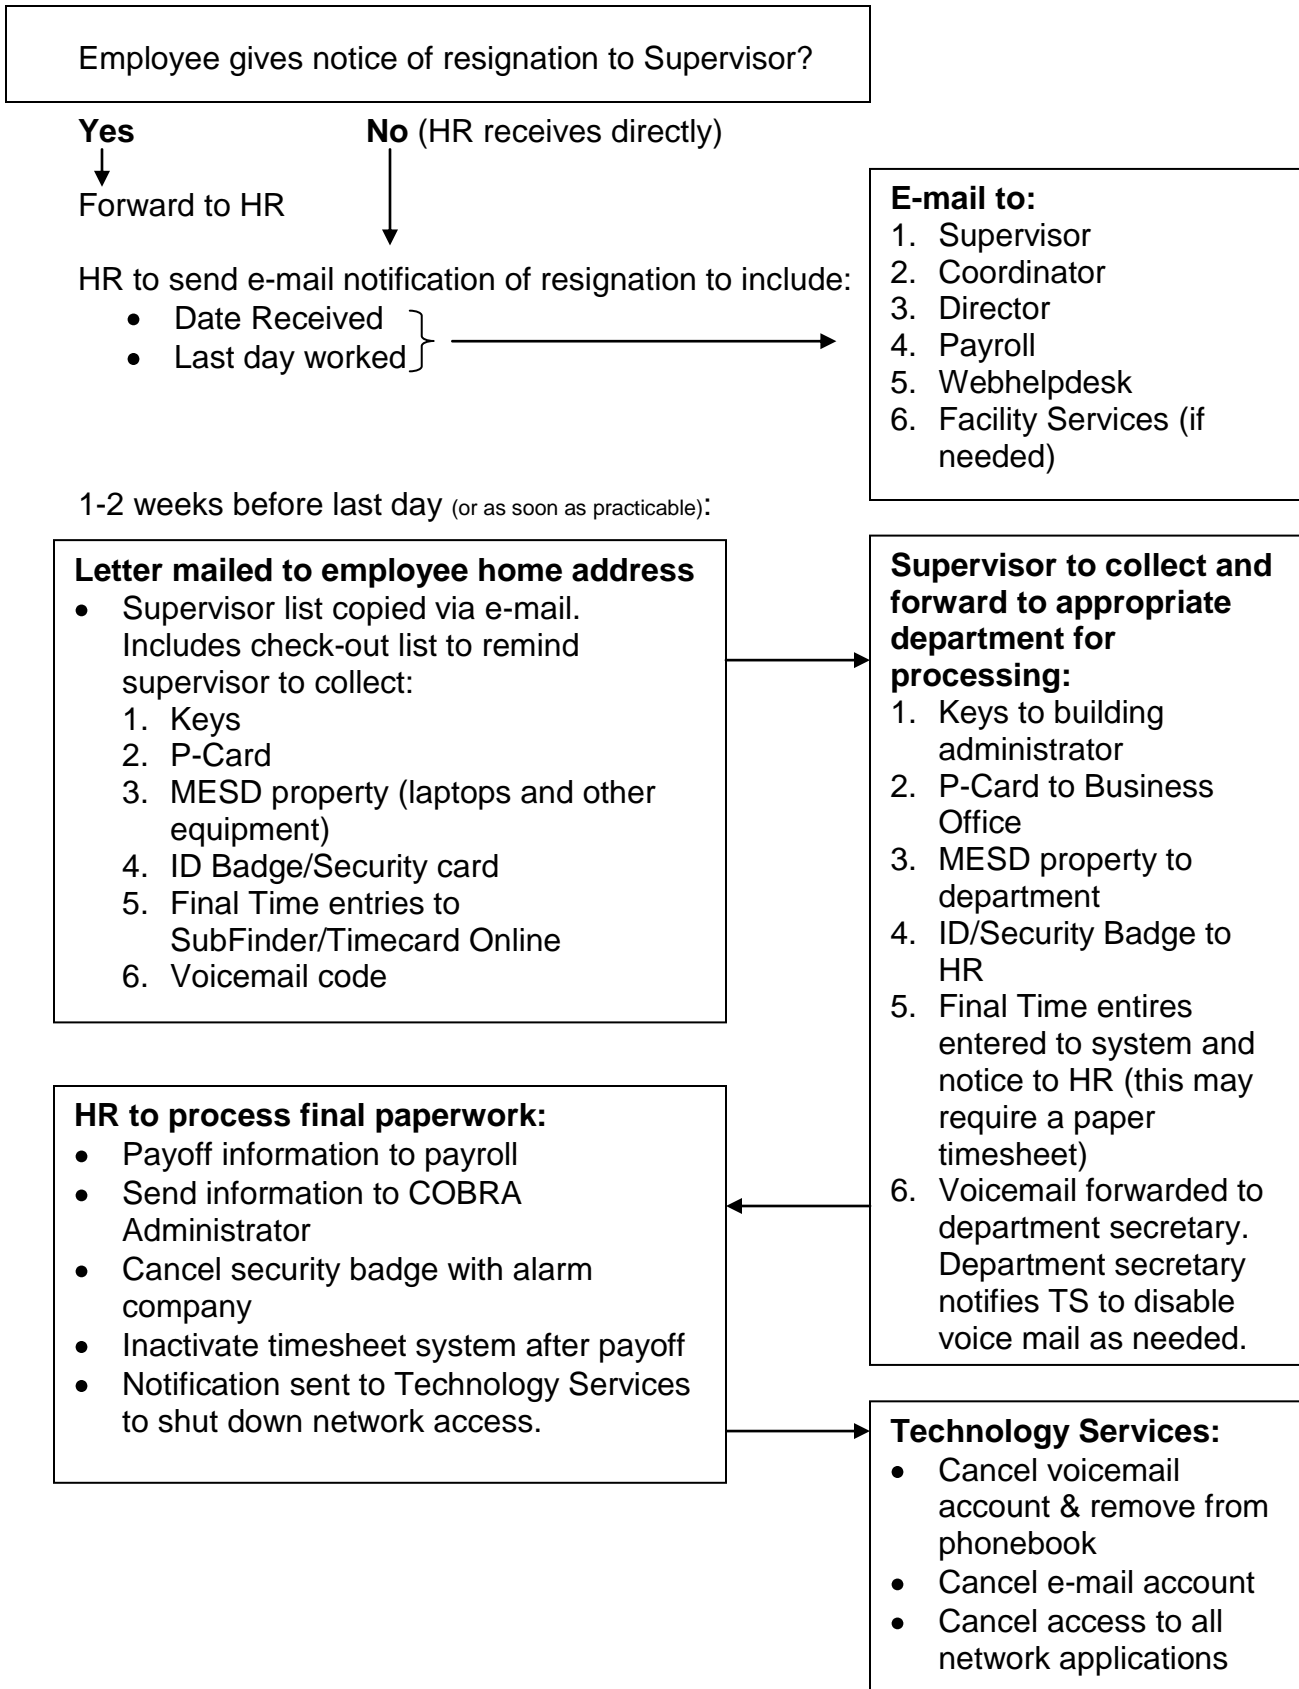 Employee gives notice of resignation to Supervisor?
Yes No (HR receives directly)
Forward to HR
HR to send e-mail notification of resignation to include:
• Date Received
• Last day worked
E-mail to:
1. Supervisor
2. Coordinator
3. Director
4. Payroll
5. Webhelpdesk
6. Facility Services (if
needed)
1-2 weeks before last day (or as soon as practicable):
Letter mailed to employee home address
• Supervisor list copied via e-mail.
Includes check-out list to remind
supervisor to collect:
1. Keys
2. P-Card
3. MESD property (laptops and other
equipment)
4. ID Badge/Security card
5. Final Time entries to
SubFinder/Timecard Online
6. Voicemail code
Supervisor to collect and
forward to appropriate
department for
processing:
1. Keys to building
administrator
2. P-Card to Business
Office
3. MESD property to
department
4. ID/Security Badge to
HR
5. Final Time entires
entered to system and
notice to HR (this may
require a paper
timesheet)
6. Voicemail forwarded to
department secretary.
Department secretary
notifies TS to disable
voice mail as needed.
HR to process final paperwork:
• Payoff information to payroll
• Send information to COBRA
Administrator
• Cancel security badge with alarm
company
• Inactivate timesheet system after payoff
• Notification sent to Technology Services
to shut down network access.
Technology Services:
• Cancel voicemail
account & remove from
phonebook
• Cancel e-mail account
• Cancel access to all
network applications